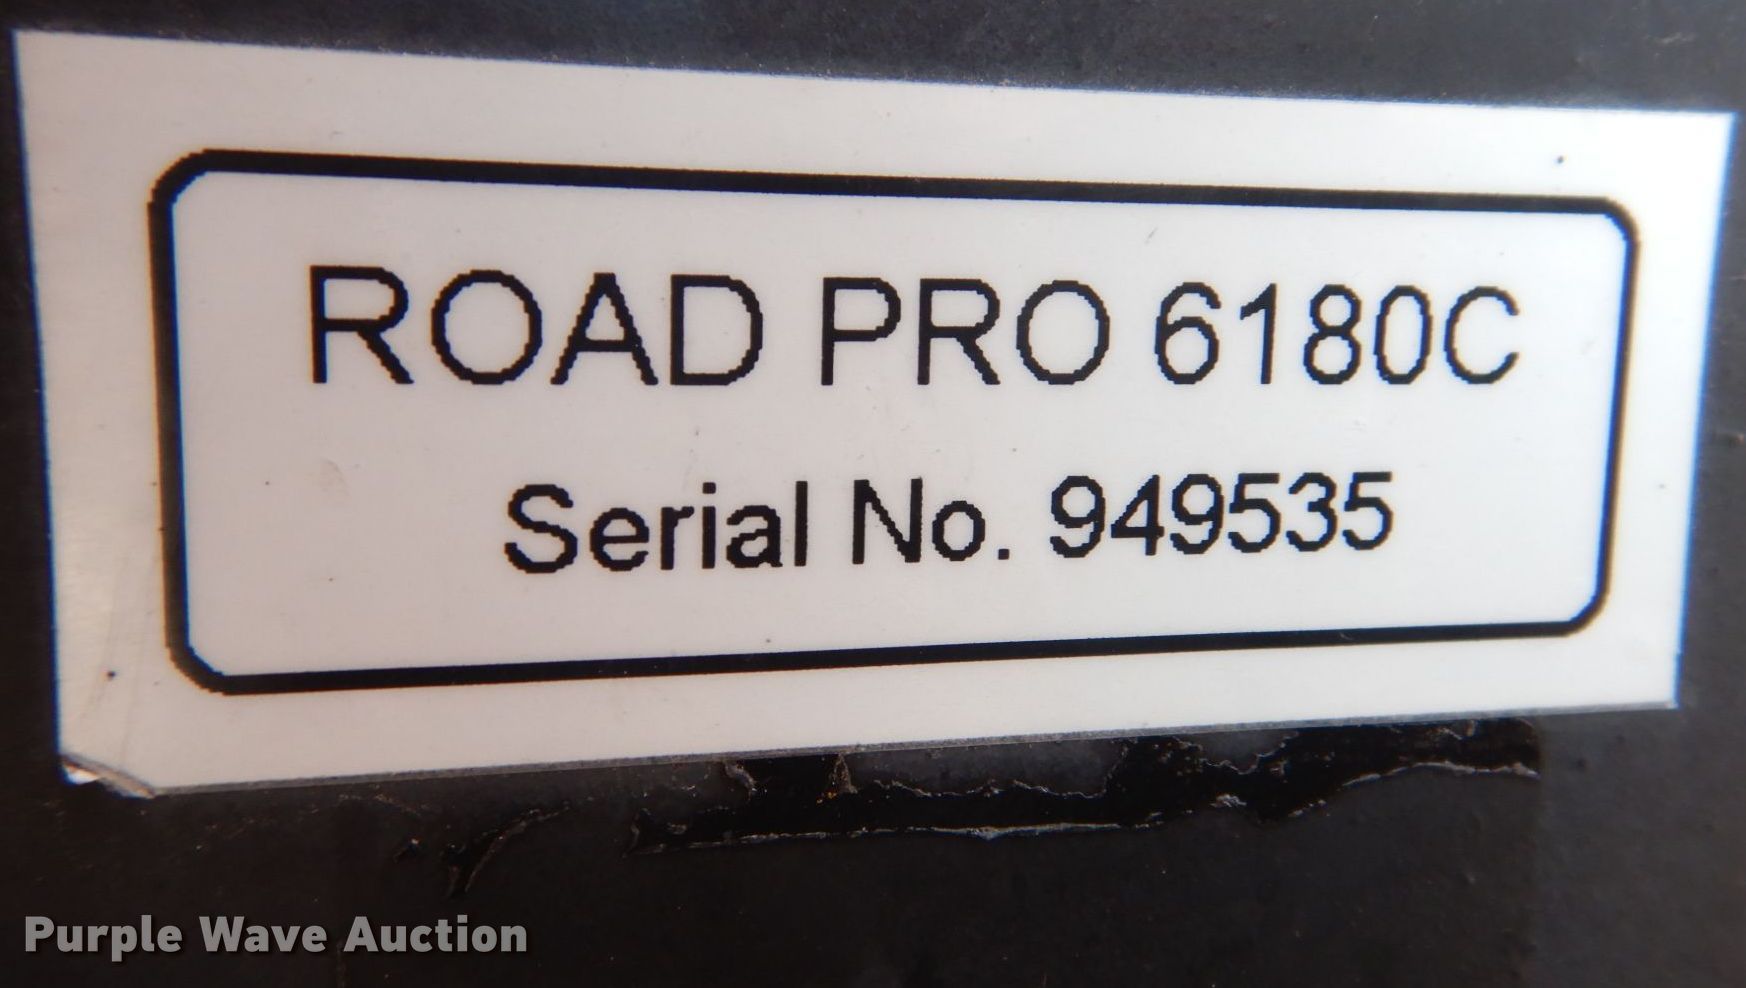 ROAD PRO 6180C
Serial No. 949535
Purple Wave Auction